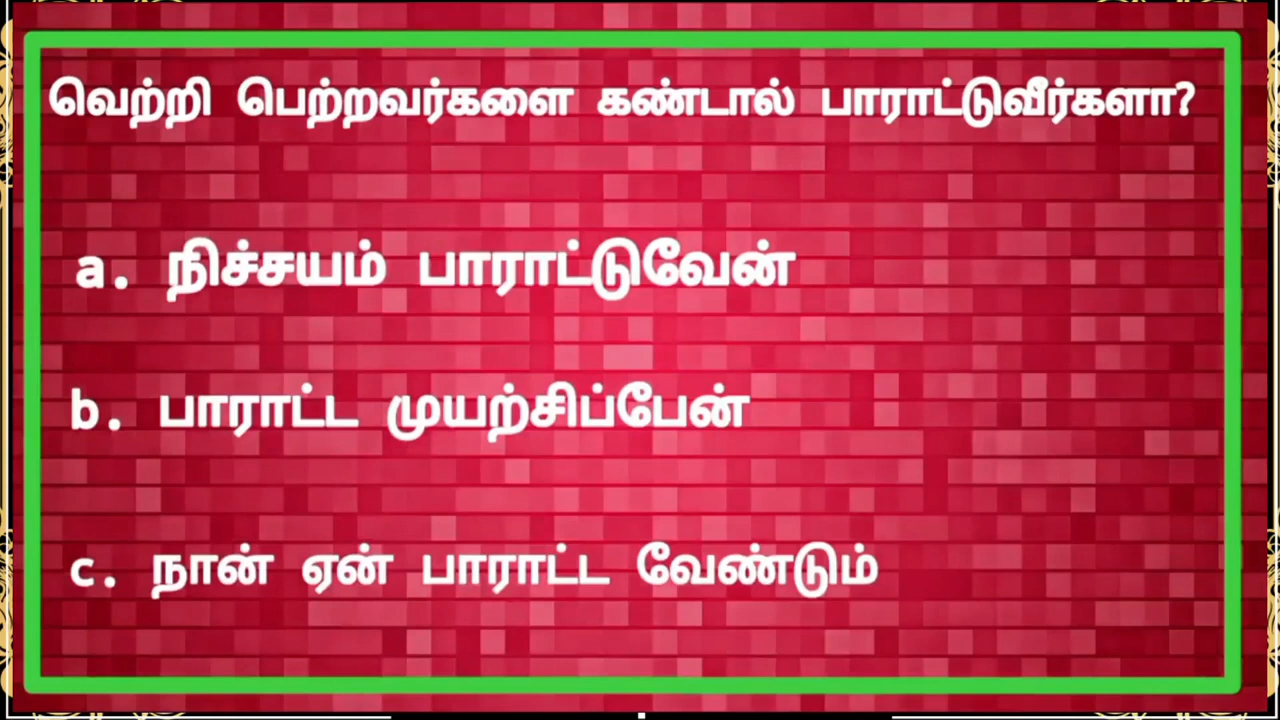 வெற்றி பெற்றவர்களை கண்டால் பாராட்டுவீர்களா?
a. நிச்சயம் பாராட்டுவேன்
b. பாராட்ட முயற்சிப்பேன்
c. நான் ஏன் பாராட்ட வேண்டும்